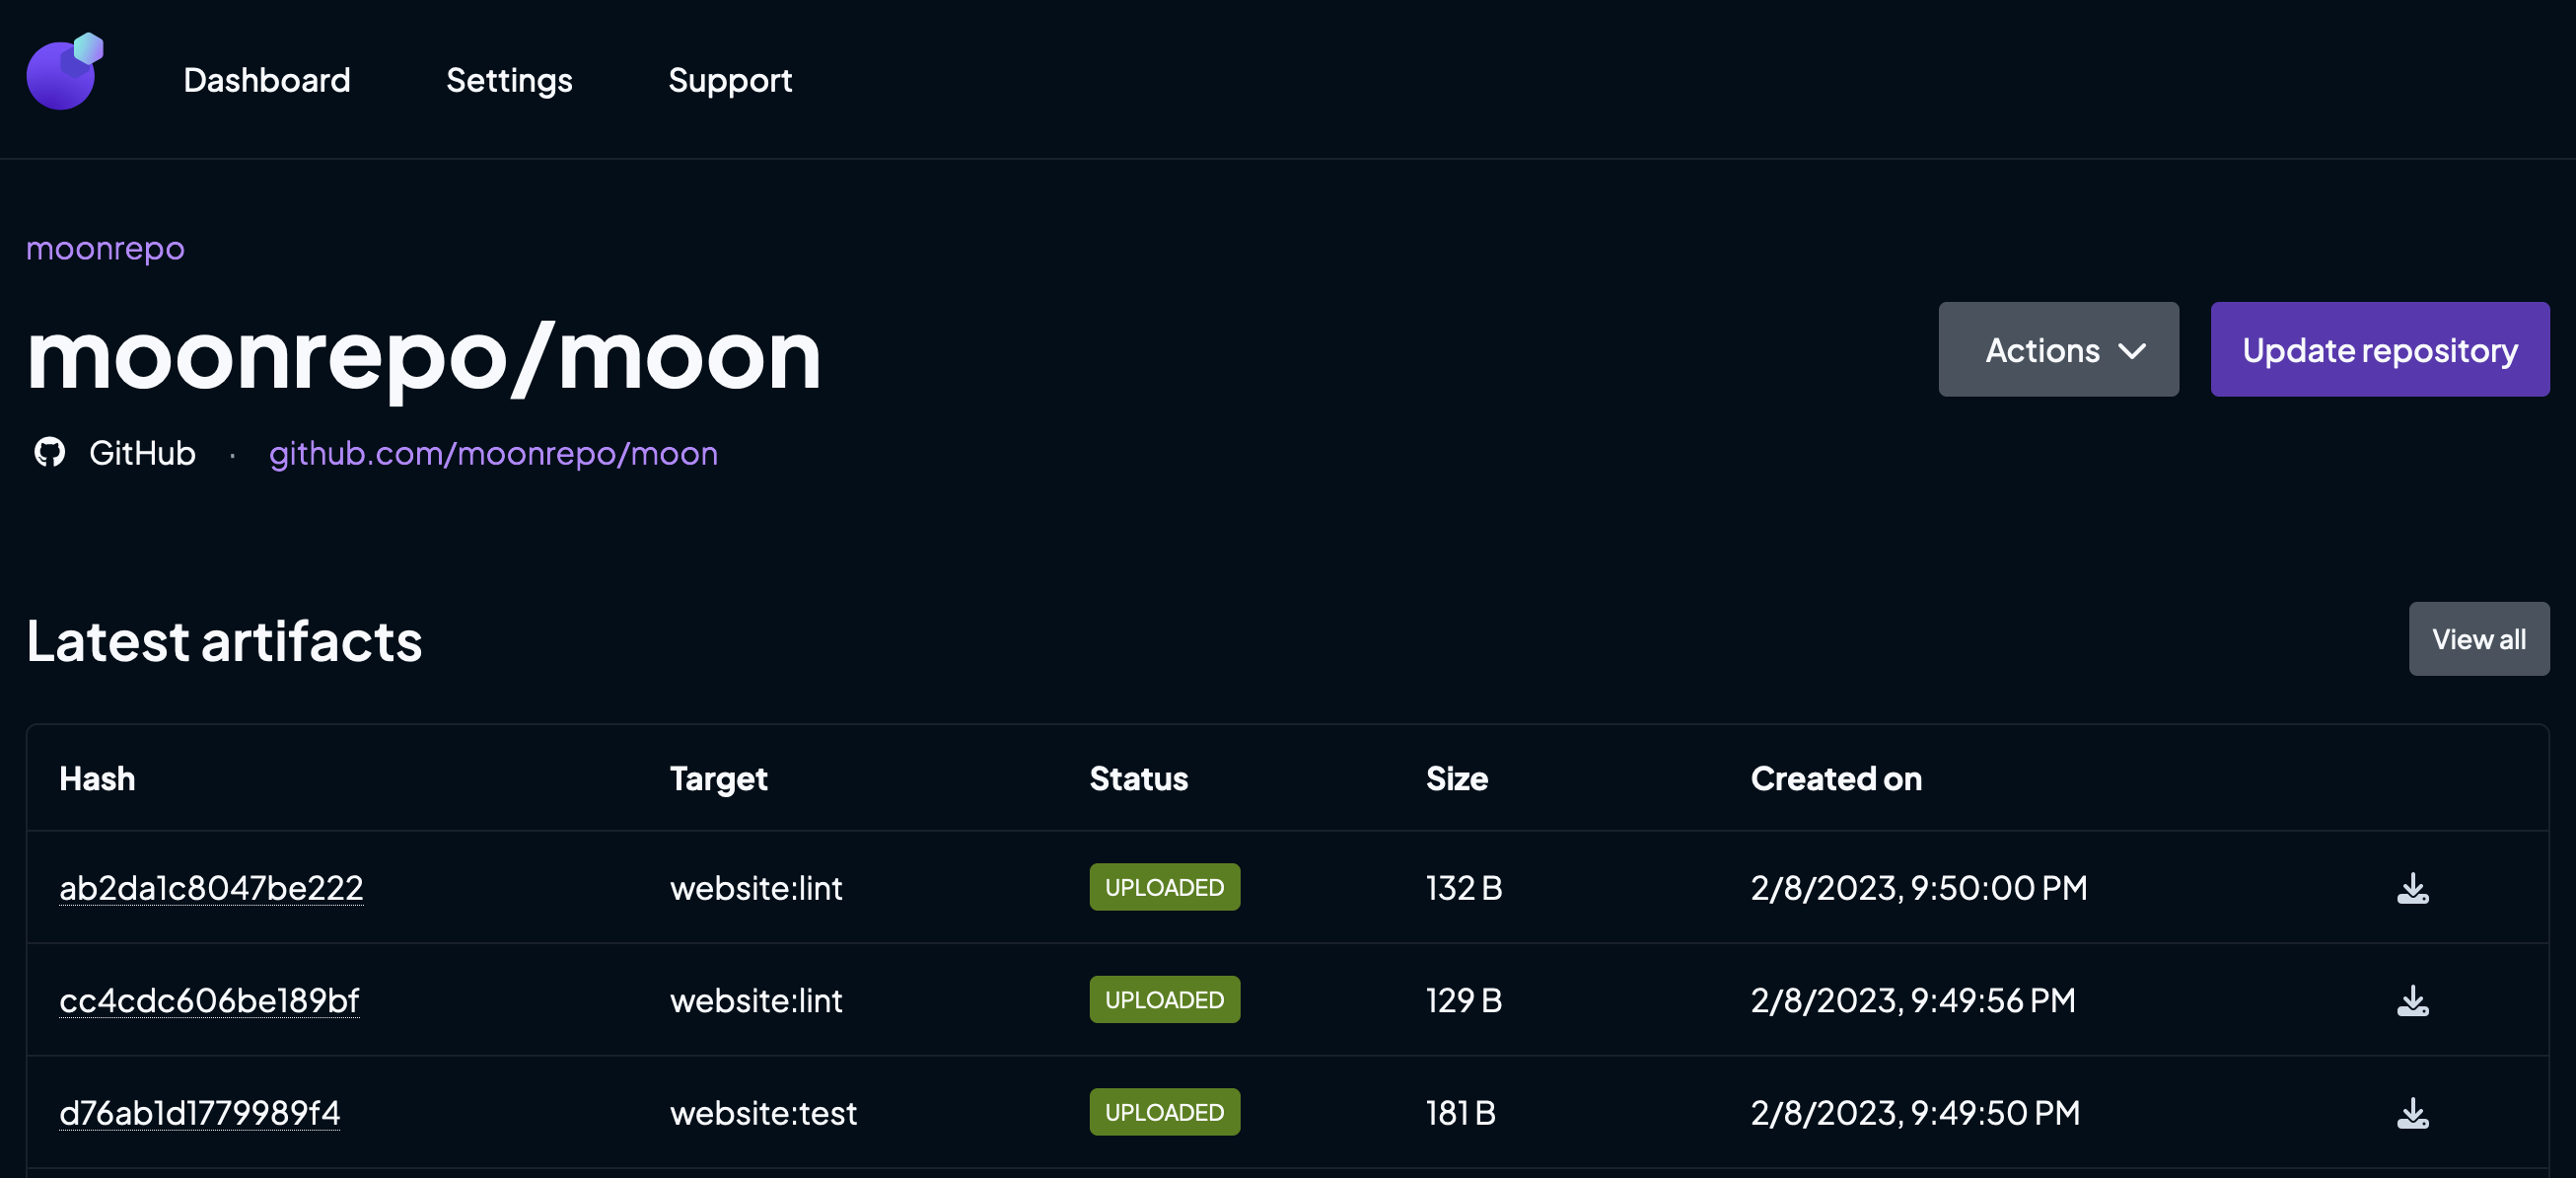 Dashboard Settings Support
moonrepo
moonrepo/moon
Actions Update repository
GitHub · github.com/moonrepo/moon
Latest artifacts View all
Hash Target Status Size Created on
ab2da1c8047be222 website:lint UPLOADED 132 B 2/8/2023, 9:50:00 PM
cc4cdc606be189bf website:lint UPLOADED 129 B 2/8/2023, 9:49:56 PM
d76ab1d1779989f4 website:test UPLOADED 181 B 2/8/2023, 9:49:50 PM